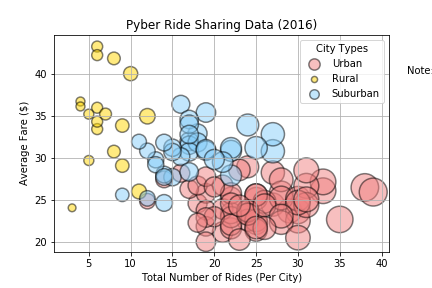 Pyber Ride Sharing Data (2016)
City Types
Urban
Rural
Suburban
Note
40
35
30
25
20
Average Fare ($)
5
10
15
20
25
30
35
40
Total Number of Rides (Per City)